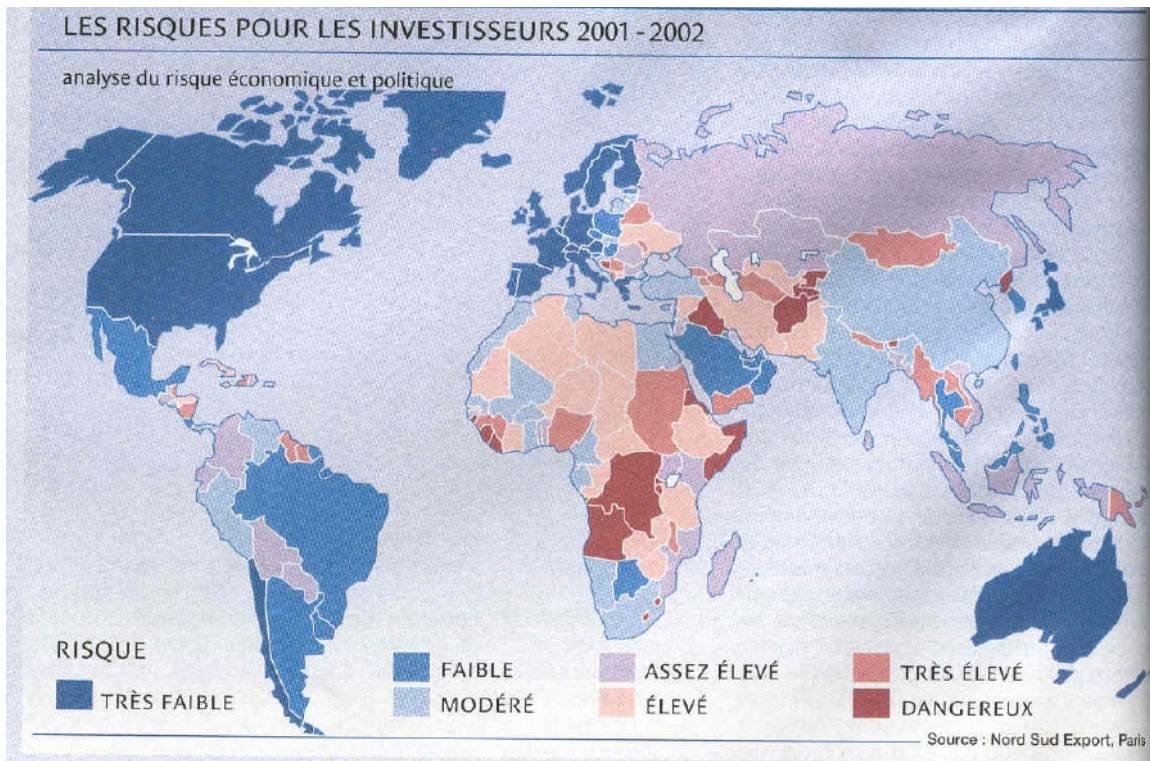 LES RISQUES POUR LES INVESTISSEURS 2001-2002
analyse du risque économique et politique
RISQUE
TRÈS FAIBLE
FAIBLE
MODÉRÉ
ASSEZ ÉLEVÉ
ÉLEVÉ
TRÈS ÉLEVÉ
DANGEREUX
Source : Nord Sud Export, Paris